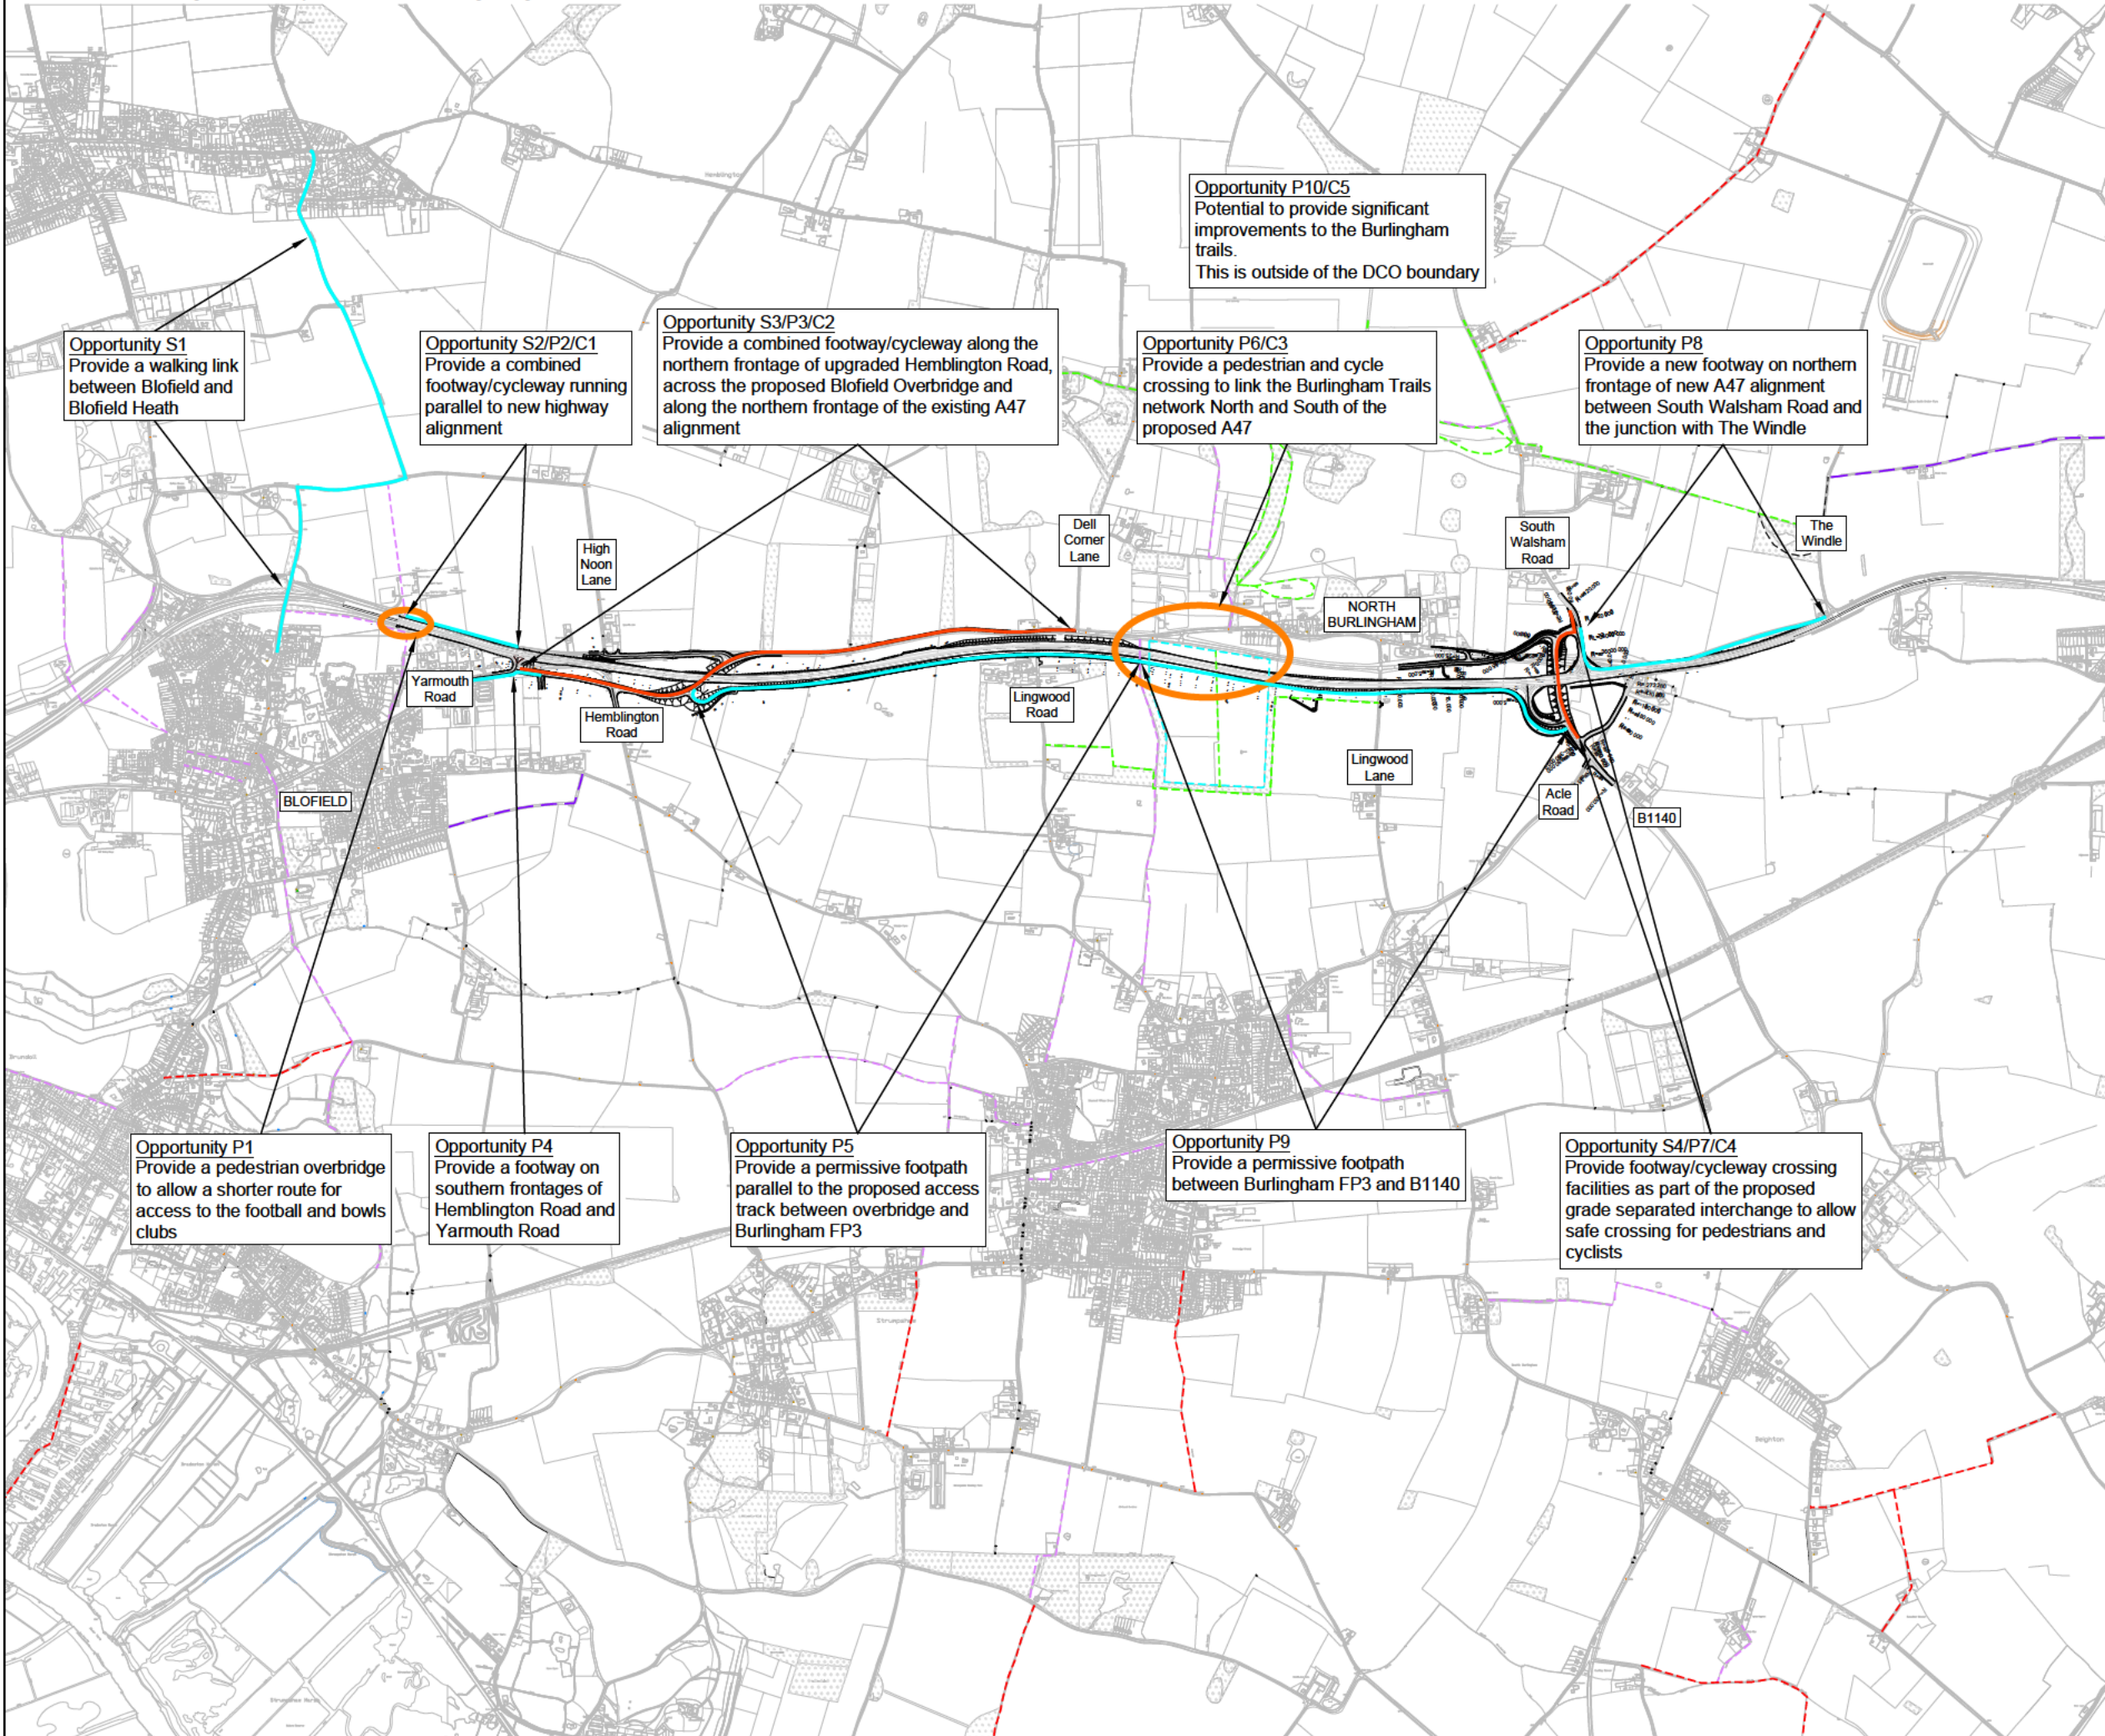 Hemblington
Opportunity P10/C5
Potential to provide significant
improvements to the Burlingham
trails.
This is outside of the DCO boundary
Opportunity S1
Provide a walking link
between Blofield and
Blofield Heath
Opportunity S2/P2/C1
Provide a combined
footway/cycleway running
parallel to new highway
alignment
Opportunity S3/P3/C2
Provide a combined footway/cycleway along the
northern frontage of upgraded Hemblington Road,
across the proposed Blofield Overbridge and
along the northern frontage of the existing A47
alignment
Opportunity P6/C3
Provide a pedestrian and cycle
crossing to link the Burlingham Trails
network North and South of the
proposed A47
Opportunity P8
Provide a new footway on northern
frontage of new A47 alignment
between South Walsham Road and
the junction with The Windle
High
Noon
Lane
Dell
Corner
Lane
South
Walsham
Road
The
Windle
NORTH
BURLINGHAM
Yarmouth
Road
Hemblington
Road
Lingwood
Road
Lingwood
Lane
Acle
Road
B1140
BLOFIELD
Brundall
Opportunity P1
Provide a pedestrian overbridge
to allow a shorter route for
access to the football and bowls
clubs
Opportunity P4
Provide a footway on
southern frontages of
Hemblington Road and
Yarmouth Road
Opportunity P5
Provide a permissive footpath
parallel to the proposed access
track between overbridge and
Burlingham FP3
Opportunity P9
Provide a permissive footpath
between Burlingham FP3 and B1140
Opportunity S4/P7/C4
Provide footway/cycleway crossing
facilities as part of the proposed
grade separated interchange to allow
safe crossing for pedestrians and
cyclists
Strumpshaw
Beighton